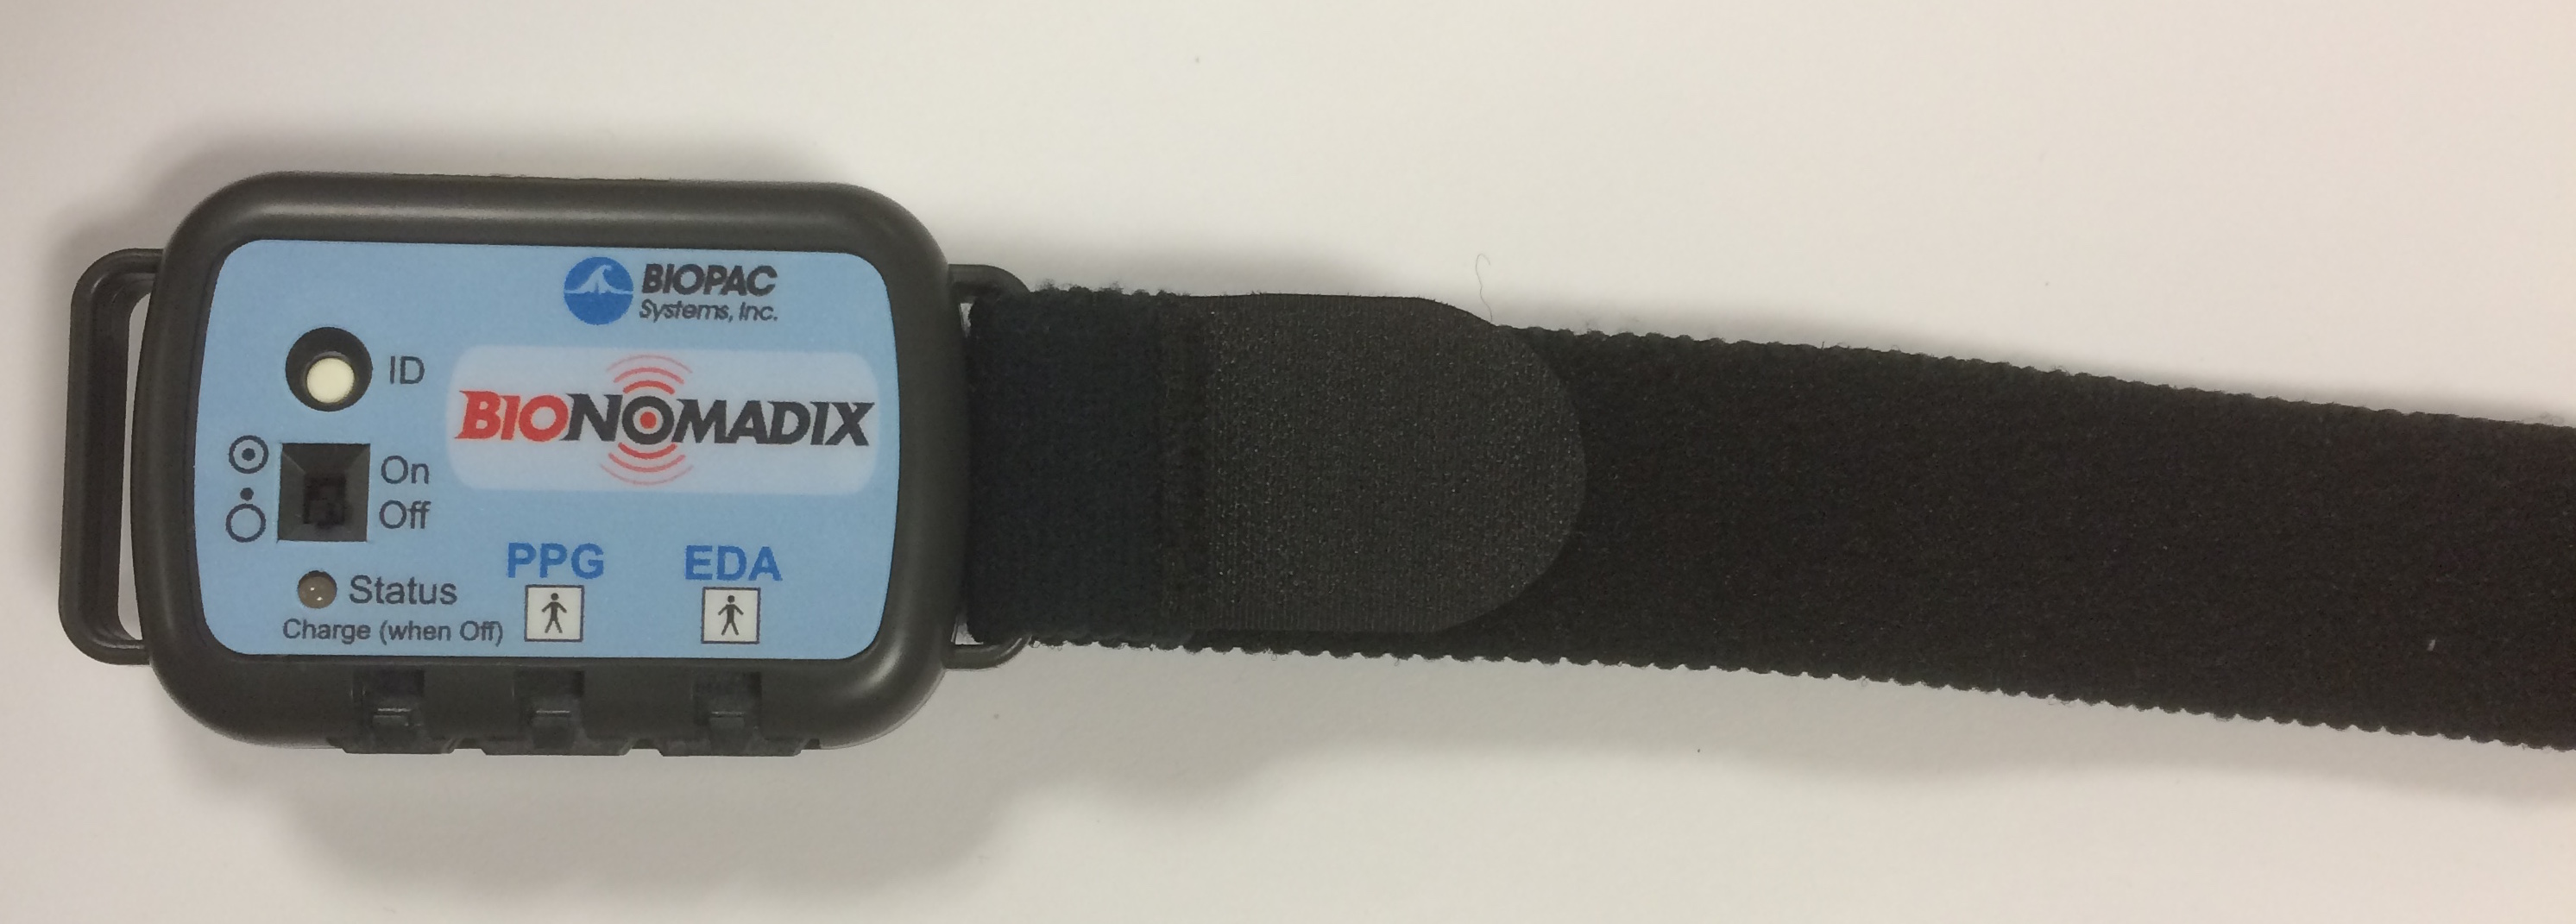 BIOPAC
Systems, Inc.
ID
BIONOMADIX
On
Off
PPG
EDA
Status
Charge (when Off)